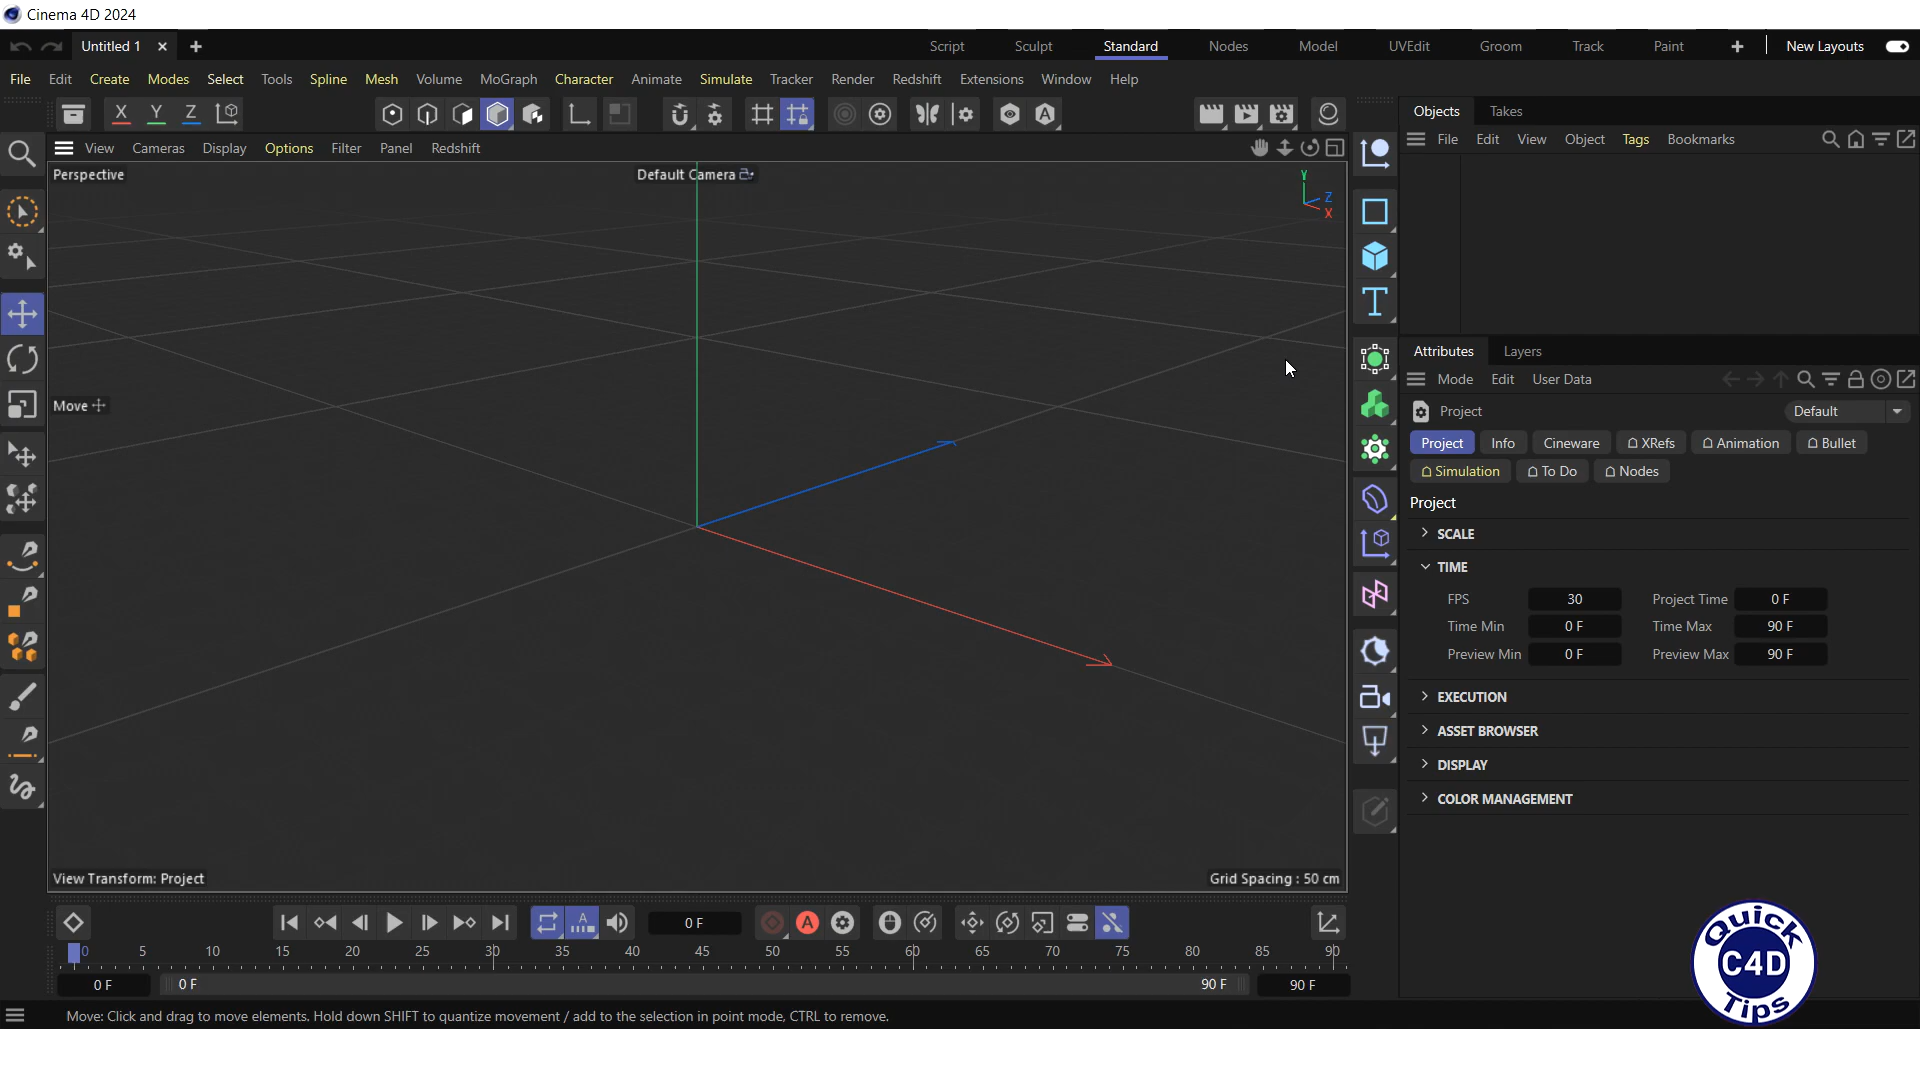 Cinema 4D 2024
Untitled 1
Script Sculpt Standard Nodes Model UVEdit Groom Track Paint New Layouts
File Edit Create Modes Select Tools Spline Mesh Volume MoGraph Character Animate Simulate Tracker Render Redshift Extensions Window Help
X Y Z
Objects Takes
File Edit View Object Tags Bookmarks
View Cameras Display Options Filter Panel Redshift
Perspective
Default Camera
Y
Z
X
Move
Attributes Layers
Mode Edit User Data
Project Default
Project Info Cineware XRefs Animation Bullet
Simulation To Do Nodes
Project
SCALE
TIME
FPS 30 Project Time 0 F
Time Min 0 F Time Max 90 F
Preview Min 0 F Preview Max 90 F
EXECUTION
ASSET BROWSER
DISPLAY
COLOR MANAGEMENT
View Transform: Project
Grid Spacing : 50 cm
0 F
0 5 10 15 20 25 30 35 40 45 50 55 60 65 70 75 80 85 90
0 F 0 F 90 F 90 F
Move: Click and drag to move elements. Hold down SHIFT to quantize movement / add to the selection in point mode, CTRL to remove.
Quick
C4D
Tips